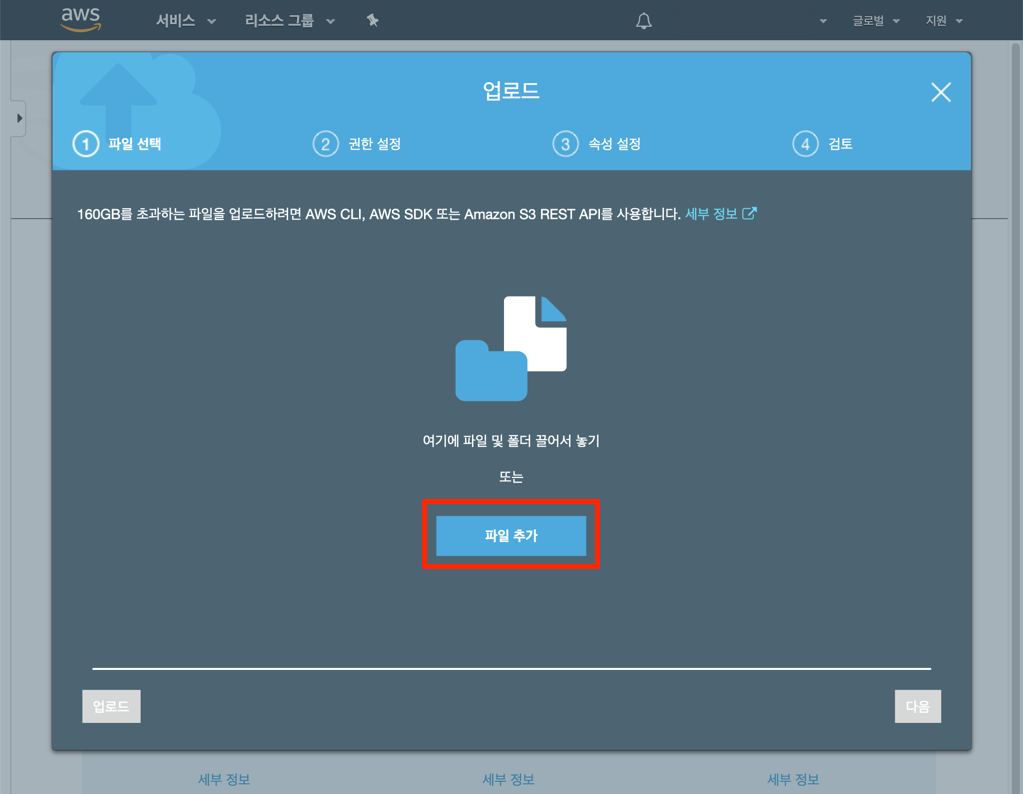 aws 서비스 리소스 그룹 글로벌 지원
업로드
1 파일 선택 2 권한 설정 3 속성 설정 4 검토
160GB를 초과하는 파일을 업로드하려면 AWS CLI, AWS SDK 또는 Amazon S3 REST API를 사용합니다. 세부 정보
여기에 파일 및 폴더 끌어서 놓기
또는
파일 추가
업로드 다음
세부 정보 세부 정보 세부 정보